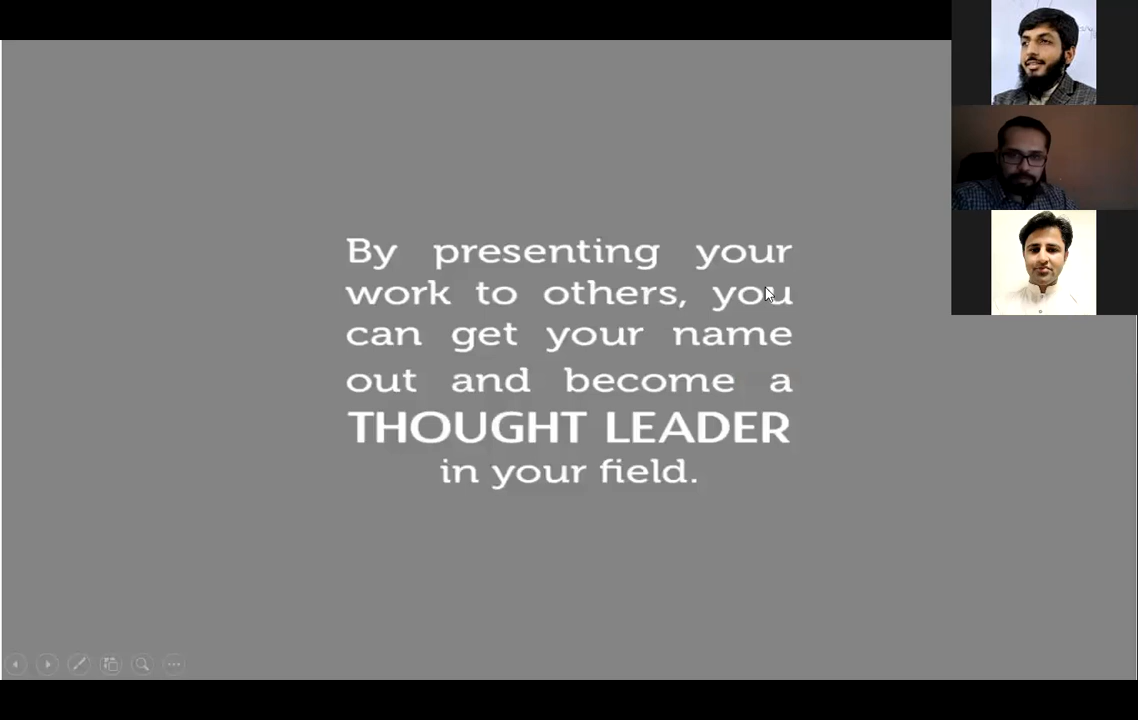 By presenting your
work to others, you
can get your name
out and become a
THOUGHT LEADER
in your field.